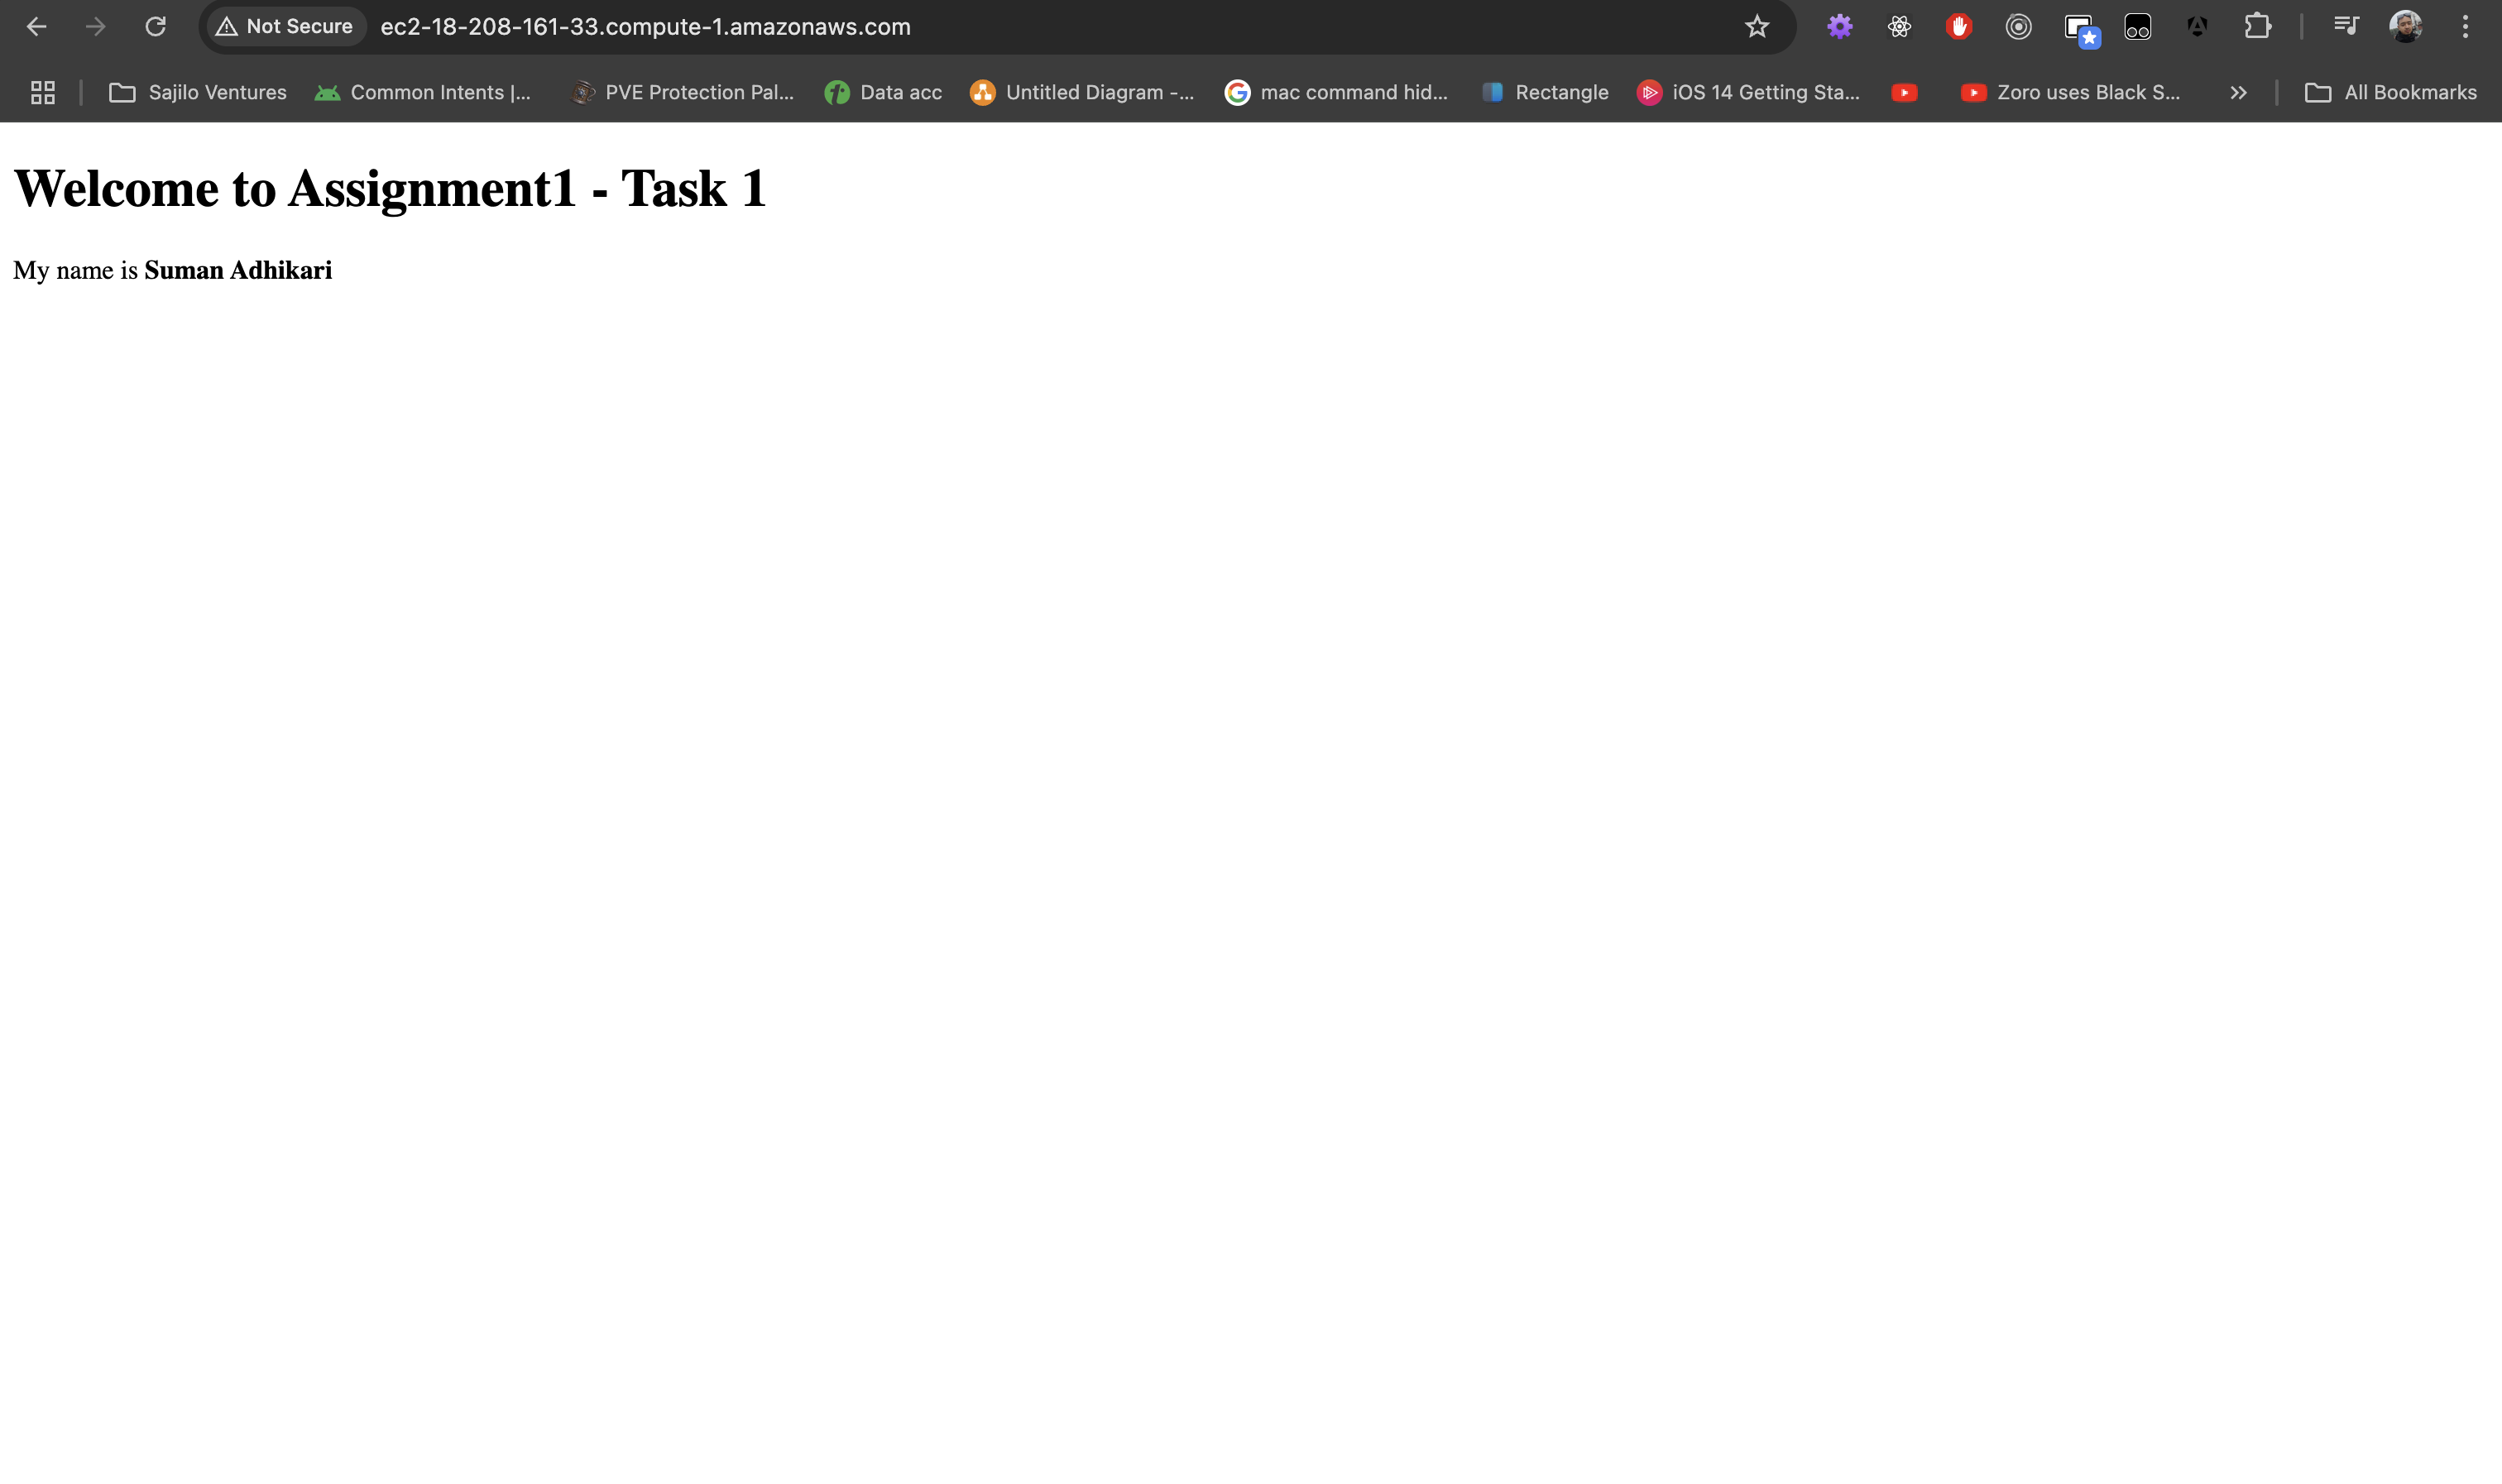 Not Secure ec2-18-208-161-33.compute-1.amazonaws.com
Sajilo Ventures Common Intents |... PVE Protection Pal... Data acc Untitled Diagram -... mac command hid... Rectangle iOS 14 Getting Sta... Zoro uses Black S... All Bookmarks
Welcome to Assignment1 - Task 1
My name is Suman Adhikari